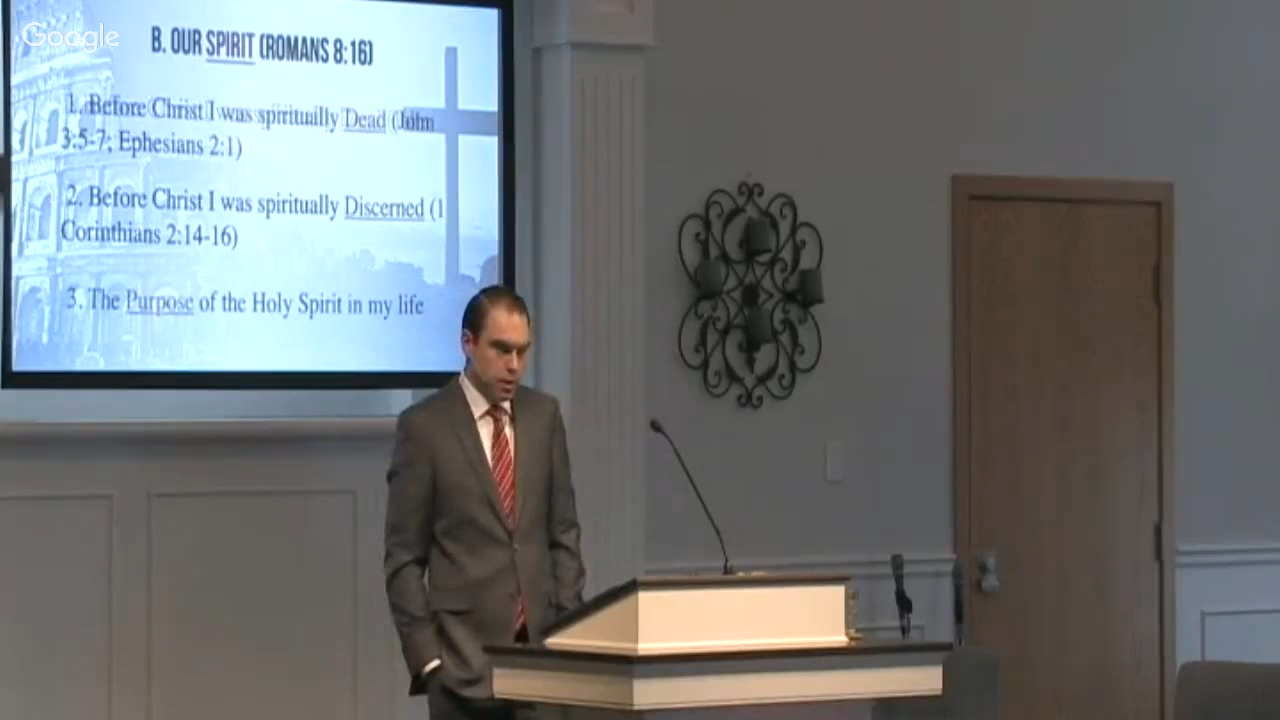 Google
B. OUR SPIRIT (ROMANS 8:16)
1. Before Christ I was spiritually Dead (John
3:5-7; Ephesians 2:1)
2. Before Christ I was spiritually Discerned (1
Corinthians 2:14-16)
3. The Purpose of the Holy Spirit in my life